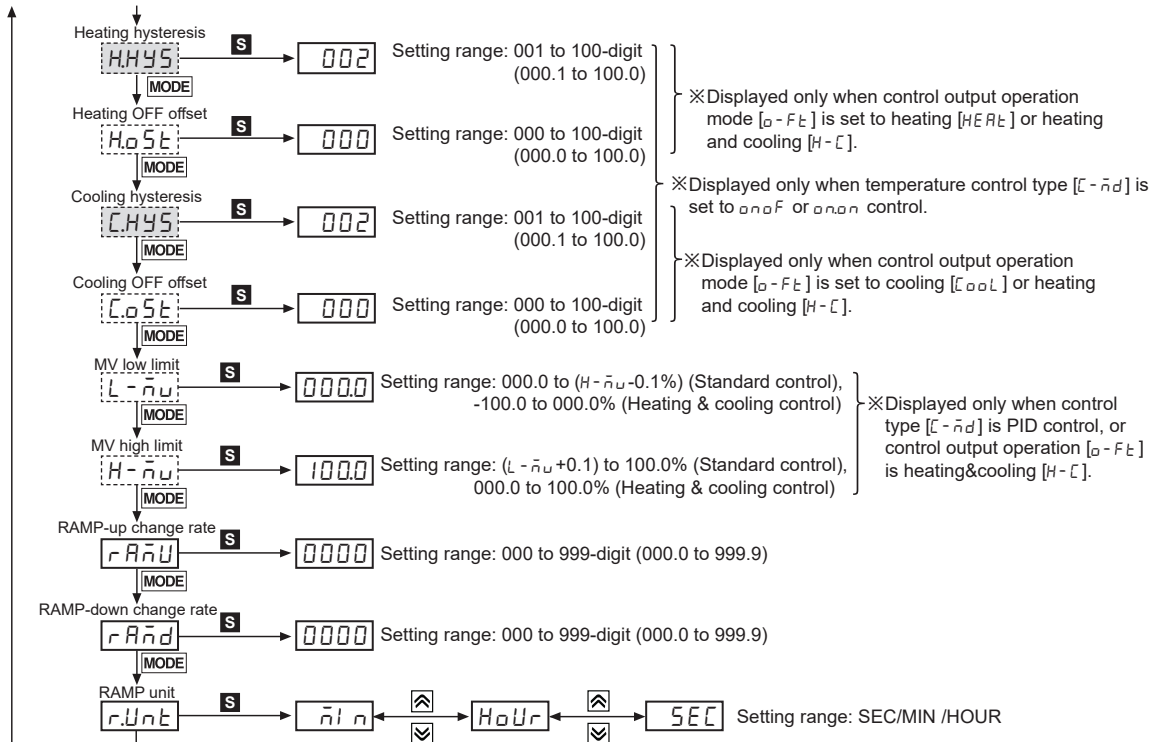 Heating hysteresis
H.HYS S 002 Setting range: 001 to 100-digit
(000.1 to 100.0)
MODE
※Displayed only when control output operation
mode [o-Ft] is set to heating [HEAt] or heating
and cooling [H-C].
Heating OFF offset
H.oSt S 000 Setting range: 000 to 100-digit
(000.0 to 100.0)
MODE
※Displayed only when temperature control type [C-md] is
set to onoF or on.on control.
Cooling hysteresis
C.HYS S 002 Setting range: 001 to 100-digit
(000.1 to 100.0)
MODE
※Displayed only when control output operation
mode [o-Ft] is set to cooling [CooL] or heating
and cooling [H-C].
Cooling OFF offset
C.oSt S 000 Setting range: 000 to 100-digit
(000.0 to 100.0)
MODE
MV low limit
L-mv S 000.0 Setting range: 000.0 to (H-mv-0.1%) (Standard control),
-100.0 to 000.0% (Heating & cooling control)
MODE
※Displayed only when control
type [C-md] is PID control, or
control output operation [o-Ft]
is heating&cooling [H-C].
MV high limit
H-mv S 100.0 Setting range: (L-mv+0.1) to 100.0% (Standard control),
000.0 to 100.0% (Heating & cooling control)
MODE
RAMP-up change rate
rAmU S 0000 Setting range: 000 to 999-digit (000.0 to 999.9)
MODE
RAMP-down change rate
rAmd S 0000 Setting range: 000 to 999-digit (000.0 to 999.9)
MODE
RAMP unit
r.Unt S mIn HoUr SEC Setting range: SEC/MIN /HOUR